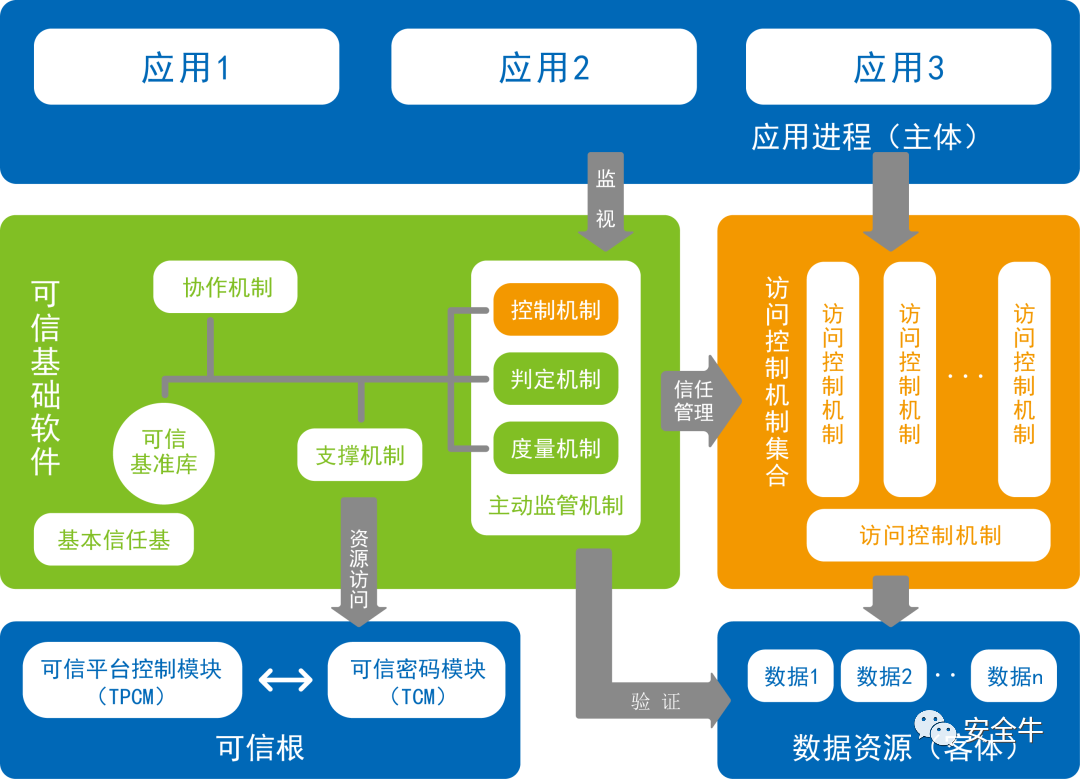 应用1
应用2
应用3
应用进程（主体）
监
视
可信基础软件
协作机制
控制机制
判定机制
度量机制
主动监管机制
可信
基准库
支撑机制
基本信任基
资源访问
信任
管理
访问控制机制集合
访问控制机制
访问控制机制
···
访问控制机制
访问控制机制
可信平台控制模块
（TPCM）
可信密码模块
（TCM）
可信根
验 证
数据1
数据2
··
数据n
数据资源（客体）
安全牛